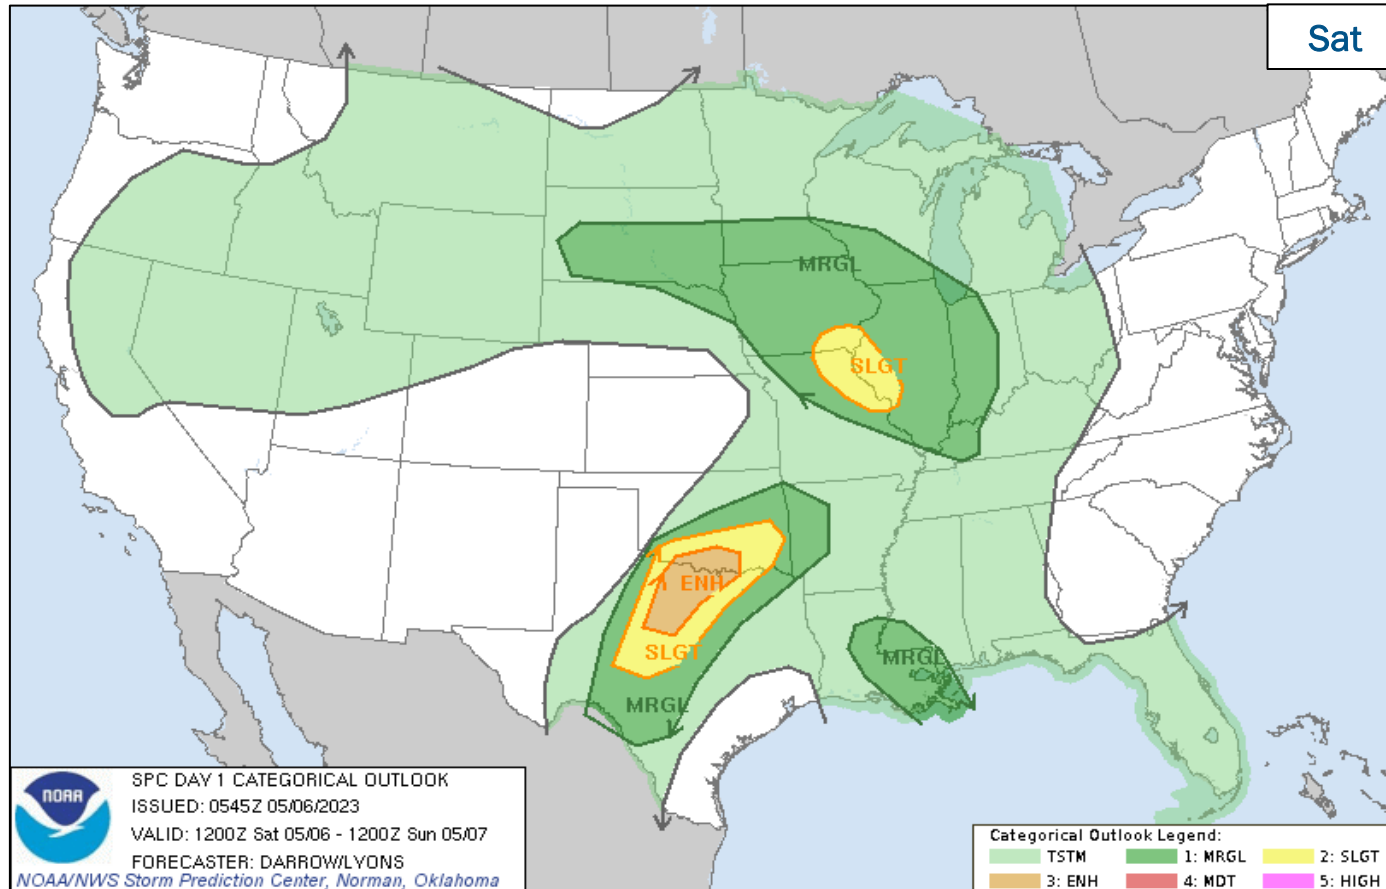 Sat
MRGL
SLGT
ENH
SLGT
MRGL
MRGL
NOAA
SPC DAY 1 CATEGORICAL OUTLOOK
ISSUED: 0545Z 05/06/2023
VALID: 1200Z Sat 05/06 - 1200Z Sun 05/07
FORECASTER: DARROW/LYONS
NOAA/NWS Storm Prediction Center, Norman, Oklahoma
Categorical Outlook Legend:
TSTM 1: MRGL 2: SLGT
3: ENH 4: MDT 5: HIGH